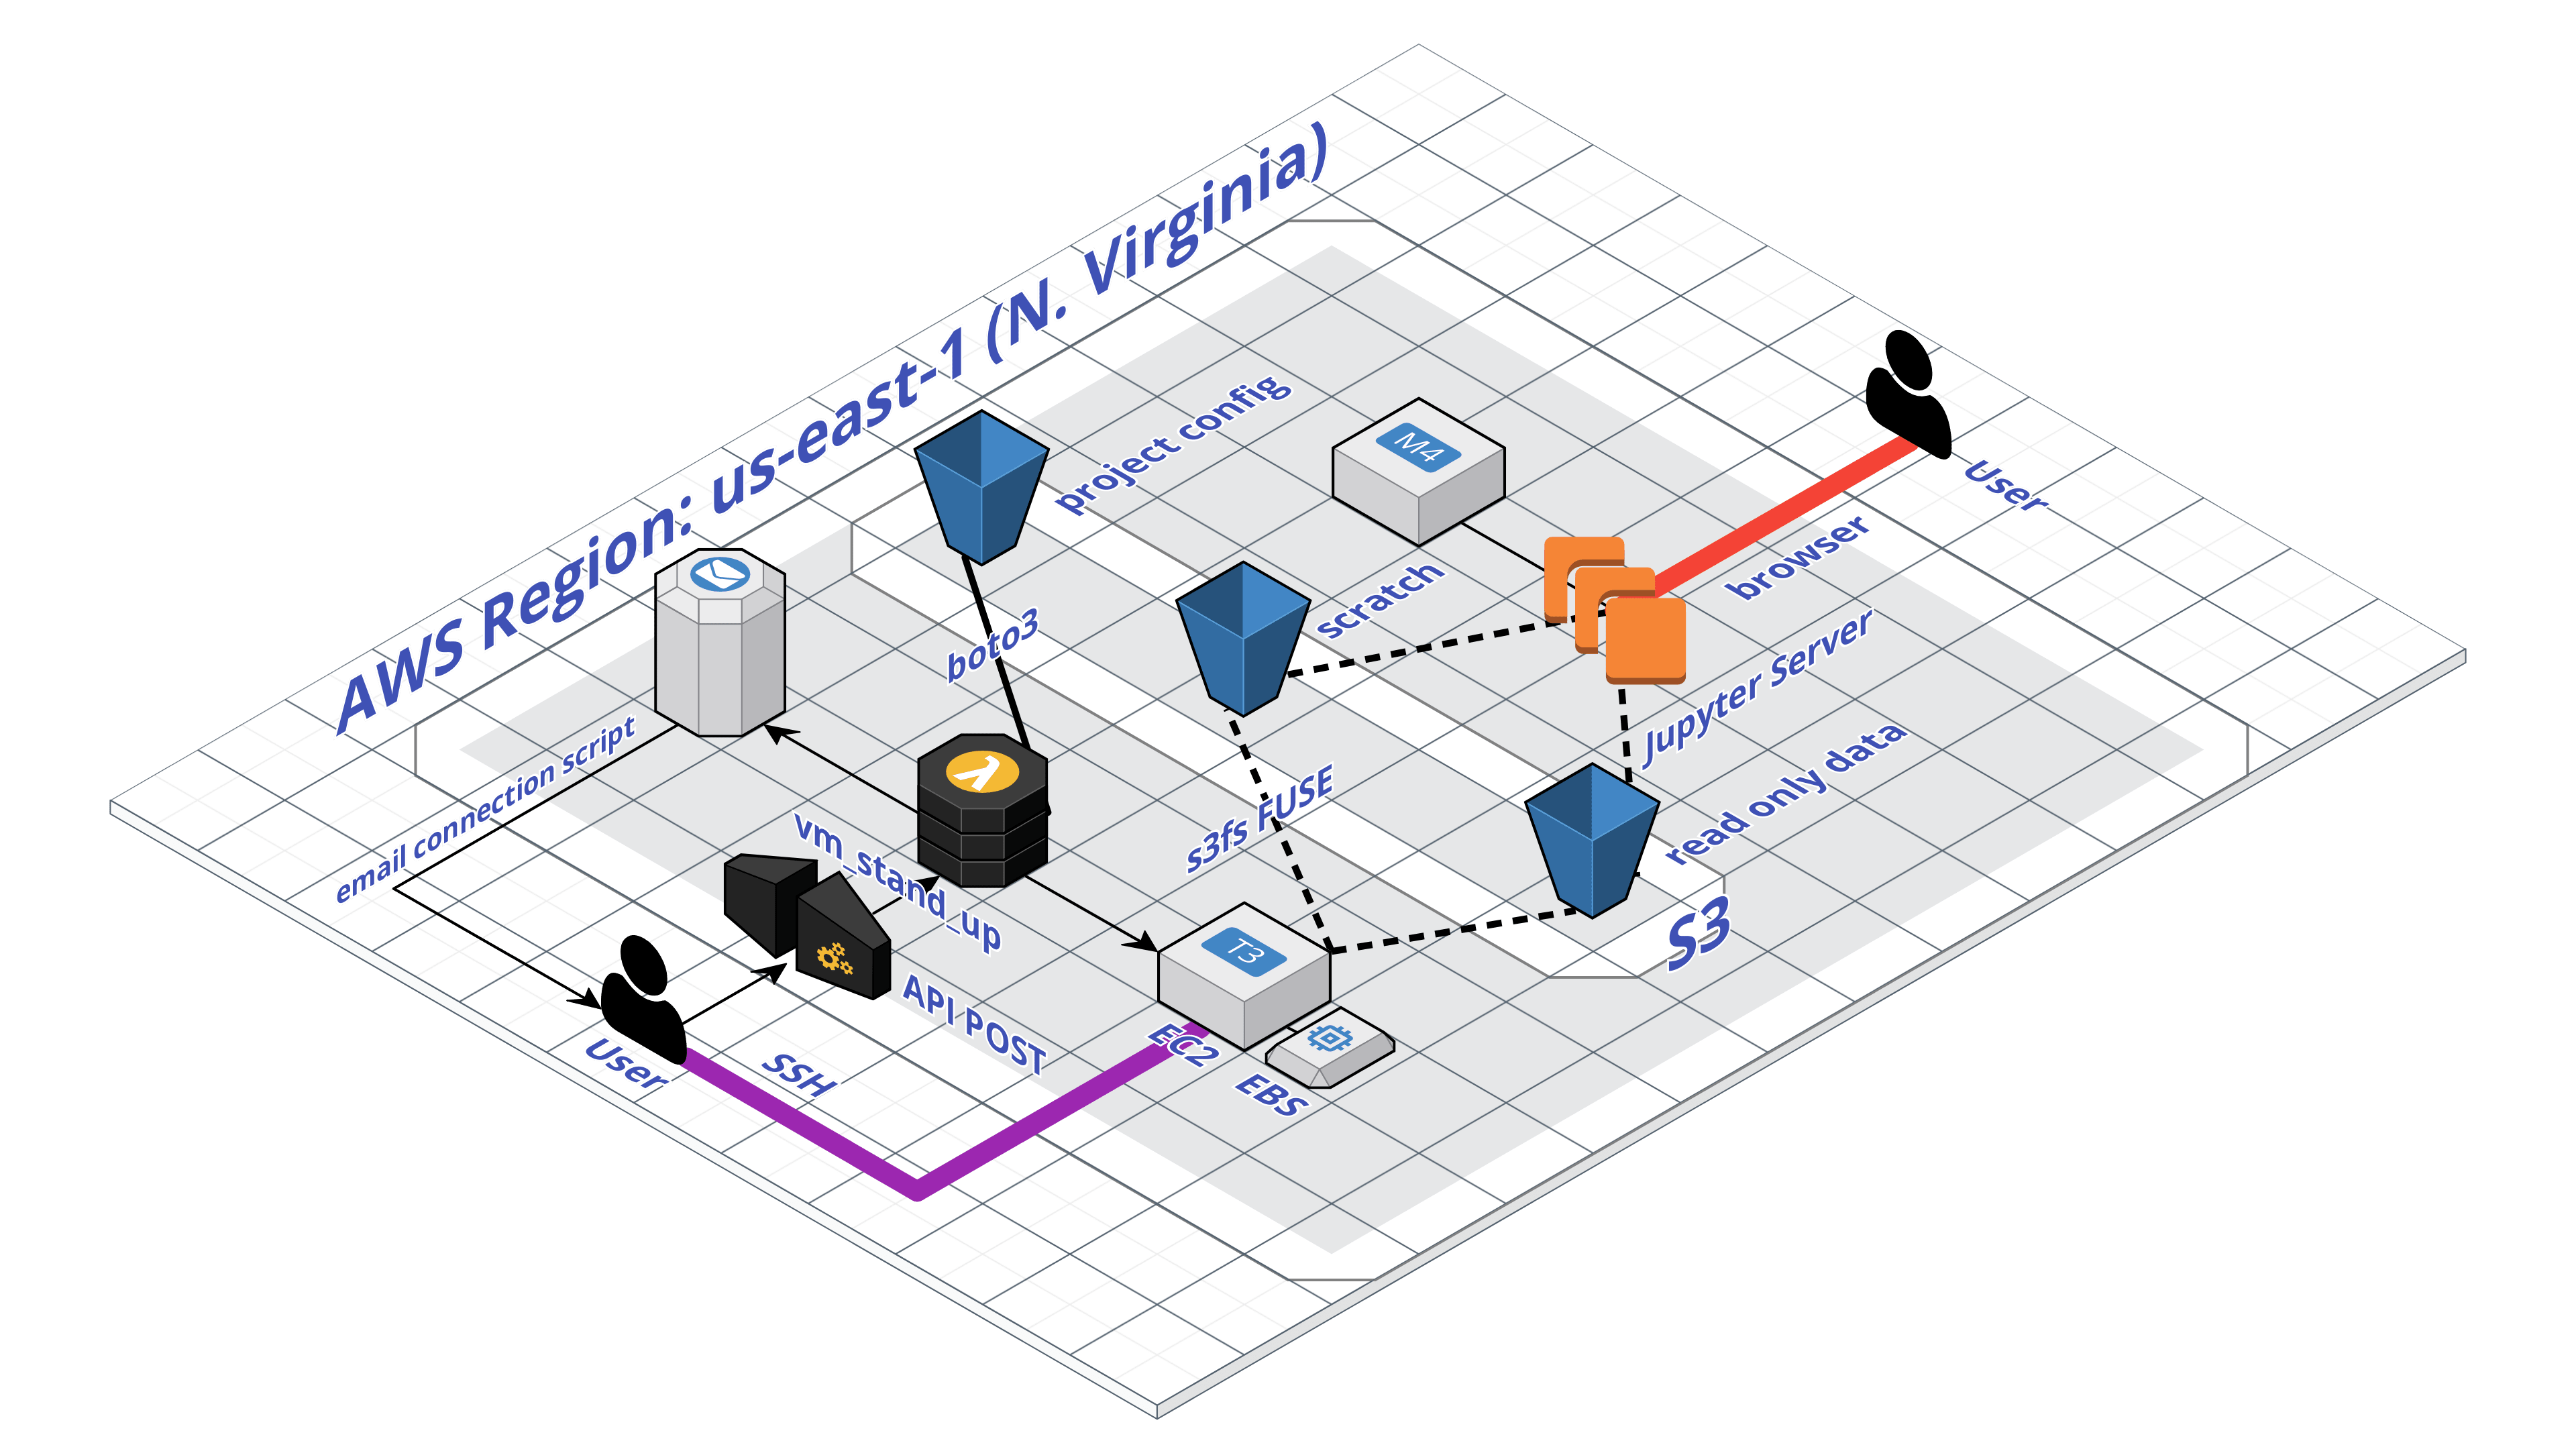 AWS Region: us-east-1 (N. Virginia)
project config
M4
User
browser
scratch
boto3
Jupyter Server
email connection script
read only data
s3fs FUSE
vm_stand_up
S3
T3
API POST
EC2
User
SSH
EBS